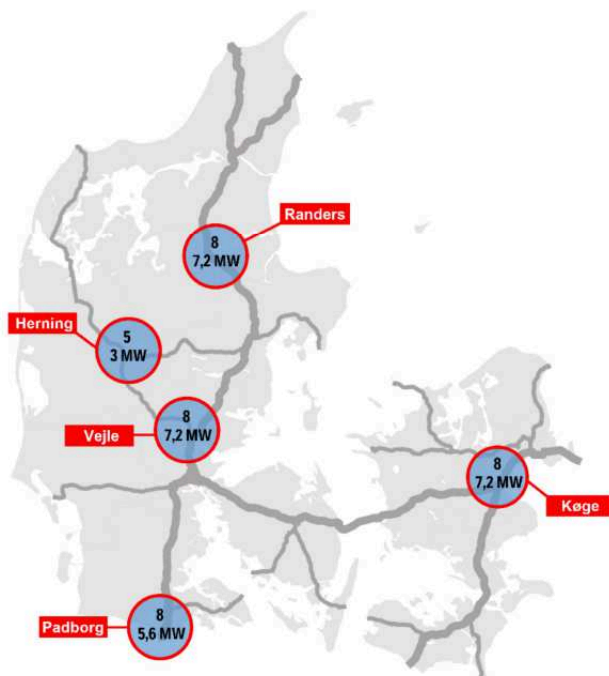 Randers
8
7,2 MW
Herning
5
3 MW
8
7,2 MW
Vejle
8
7,2 MW
Køge
8
5,6 MW
Padborg